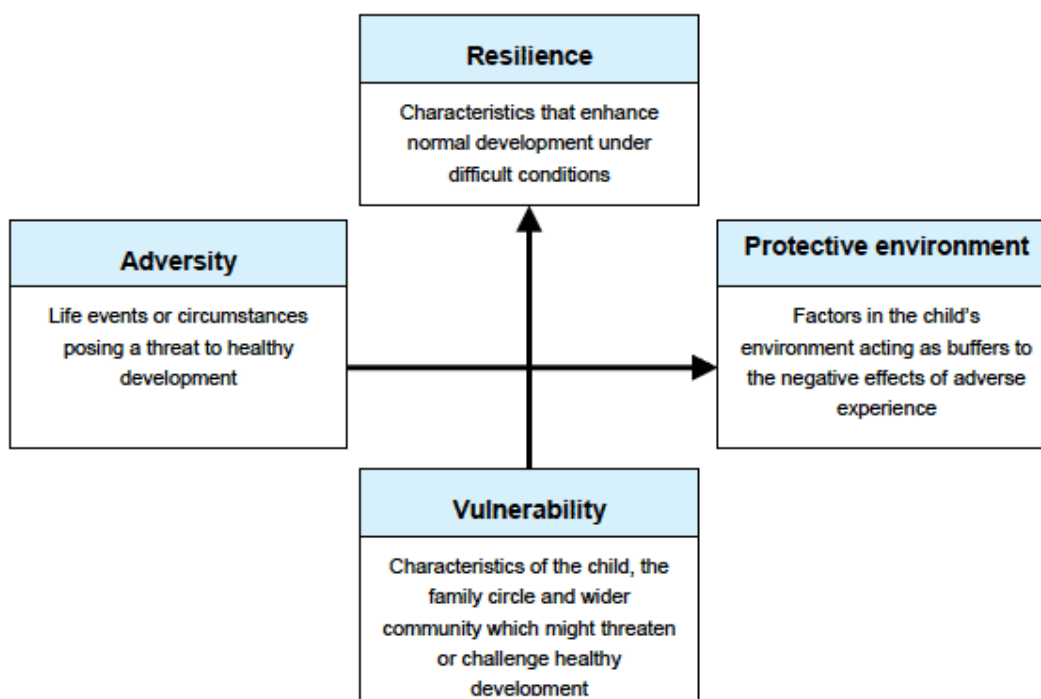 Resilience
Characteristics that enhance
normal development under
difficult conditions
Adversity
Life events or circumstances
posing a threat to healthy
development
Protective environment
Factors in the child's
environment acting as buffers to
the negative effects of adverse
experience
Vulnerability
Characteristics of the child, the
family circle and wider
community which might threaten
or challenge healthy
development